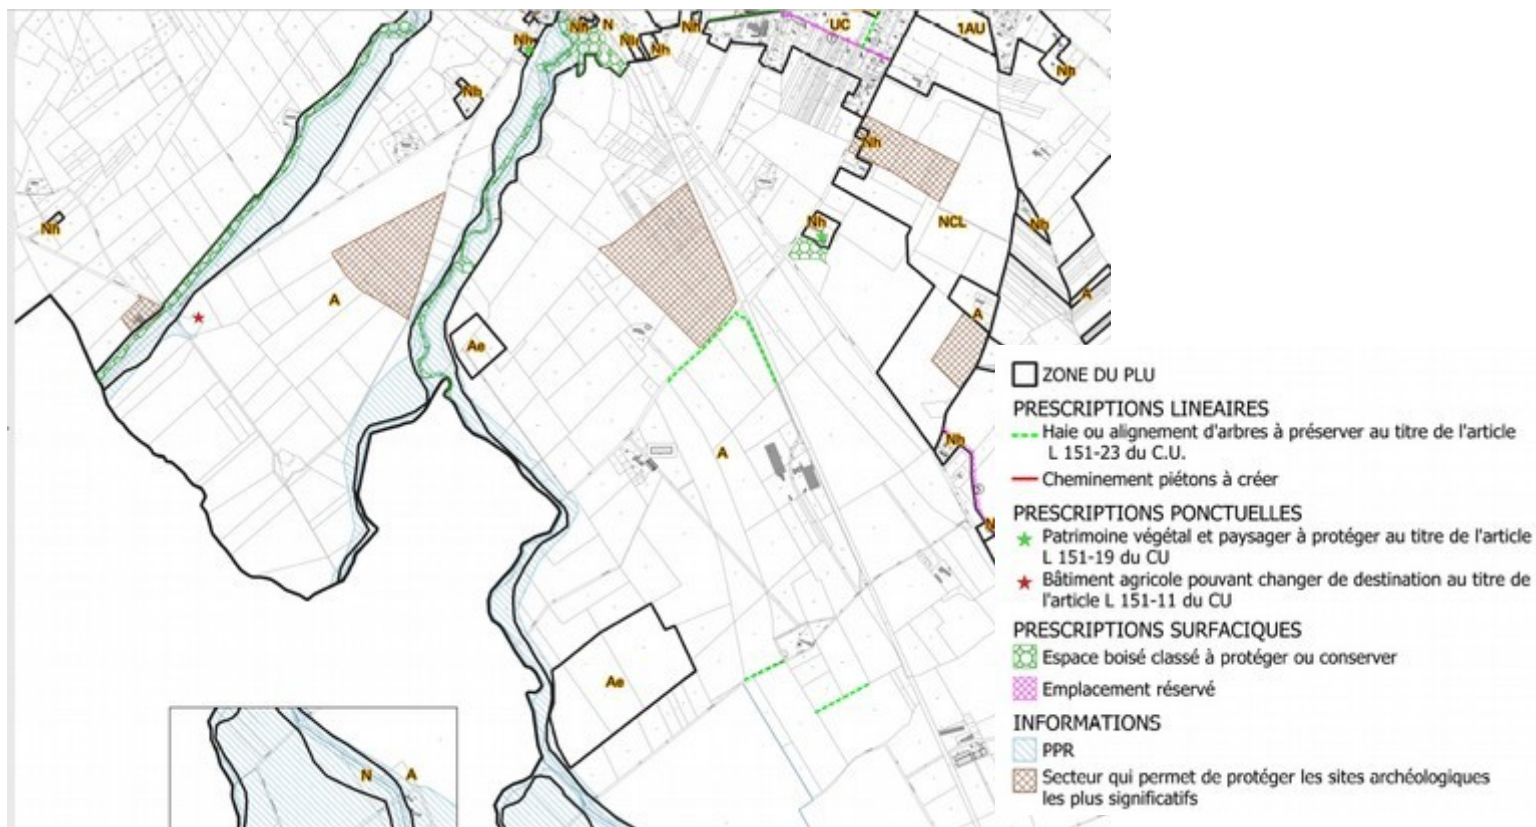 Nh
N
Nh
UC
1AU
Nh
Nh
Nh
Nh
Nh
Nh
Nh
Nh
NCL
Nh
A
A
A
Ae
Nh
A
Ae
N
A
ZONE DU PLU
PRESCRIPTIONS LINEAIRES
Haie ou alignement d'arbres à préserver au titre de l'article
L 151-23 du C.U.
Cheminement piétons à créer
PRESCRIPTIONS PONCTUELLES
Patrimoine végétal et paysager à protéger au titre de l'article
L 151-19 du CU
Bâtiment agricole pouvant changer de destination au titre de
l'article L 151-11 du CU
PRESCRIPTIONS SURFACIQUES
Espace boisé classé à protéger ou conserver
Emplacement réservé
INFORMATIONS
PPR
Secteur qui permet de protéger les sites archéologiques
les plus significatifs